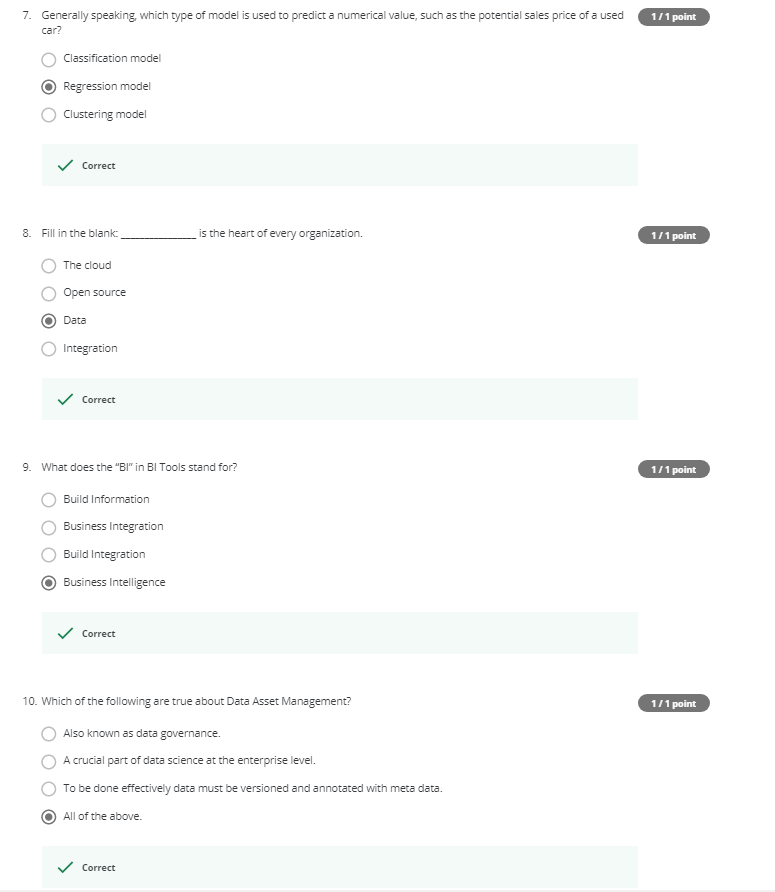 7. Generally speaking, which type of model is used to predict a numerical value, such as the potential sales price of a used
car?
1 / 1 point
Classification model
Regression model
Clustering model
Correct
8. Fill in the blank: _______________ is the heart of every organization.
1 / 1 point
The cloud
Open source
Data
Integration
Correct
9. What does the “BI” in BI Tools stand for?
1 / 1 point
Build Information
Business Integration
Build Integration
Business Intelligence
Correct
10. Which of the following are true about Data Asset Management?
1 / 1 point
Also known as data governance.
A crucial part of data science at the enterprise level.
To be done effectively data must be versioned and annotated with meta data.
All of the above.
Correct